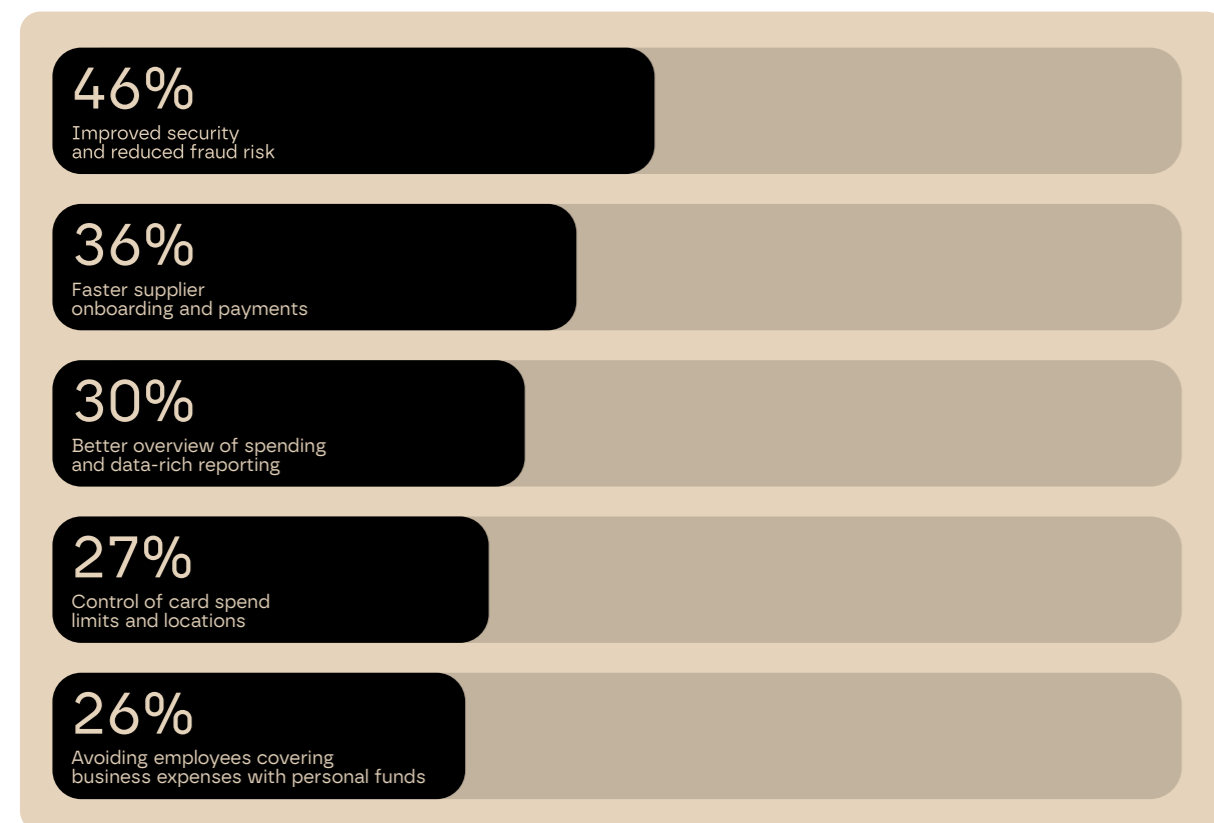 46%
Improved security
and reduced fraud risk
36%
Faster supplier
onboarding and payments
30%
Better overview of spending
and data-rich reporting
27%
Control of card spend
limits and locations
26%
Avoiding employees covering
business expenses with personal funds